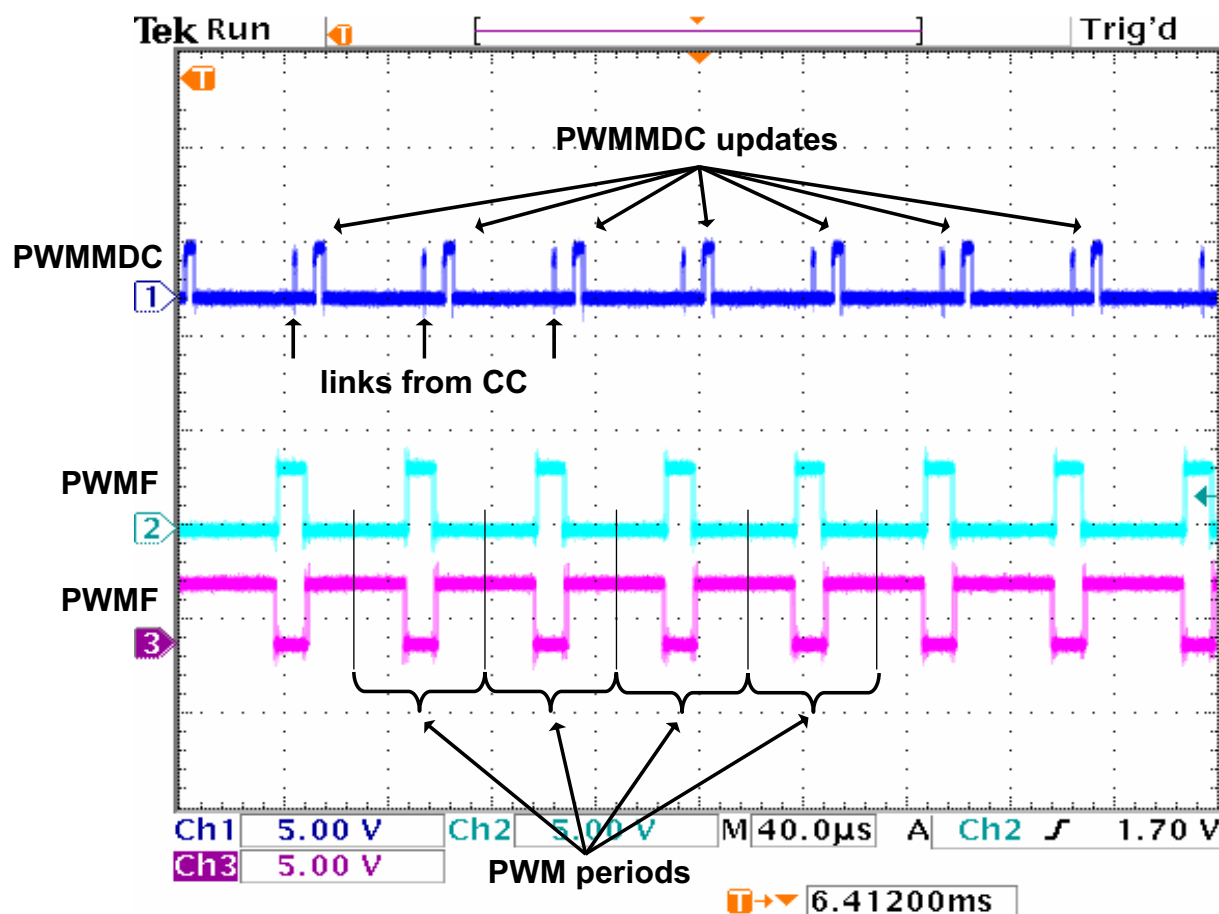 Tek Run
T
Trig'd
T
PWMMDC updates
PWMMDC
1
links from CC
PWMF
2
PWMF
3
Ch1 5.00 V Ch2 5.00 V M 40.0µs A Ch2 1.70 V
Ch3 5.00 V
PWM periods
T 6.41200ms